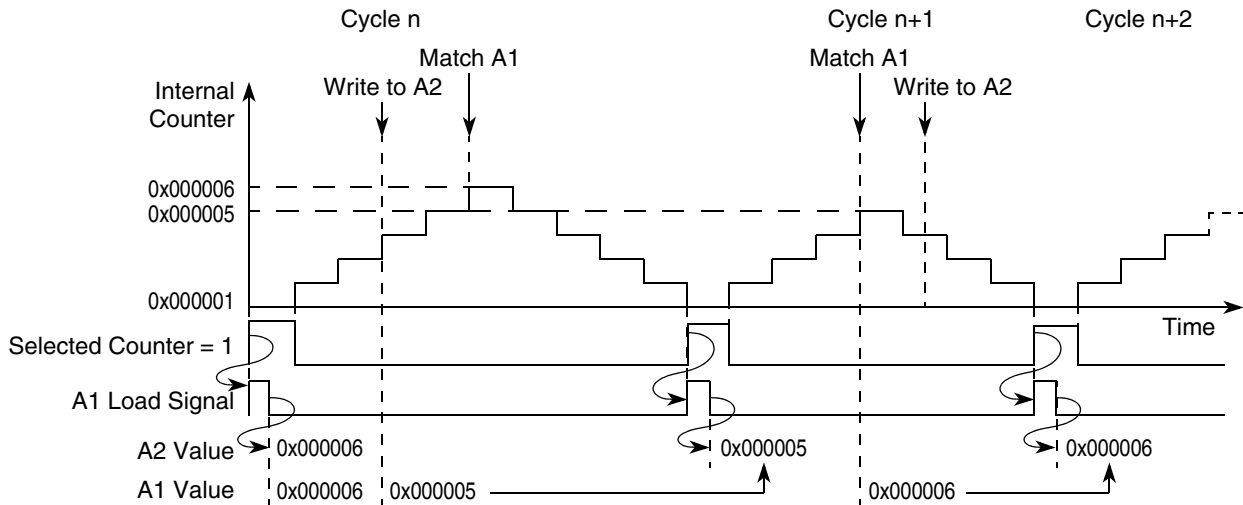 Cycle n
Cycle n+1
Cycle n+2
Match A1
Match A1
Write to A2
Write to A2
Internal
Counter
0x000006
0x000005
0x000001
Time
Selected Counter = 1
A1 Load Signal
A2 Value
0x000006
0x000005
0x000006
A1 Value
0x000006
0x000005
0x000006